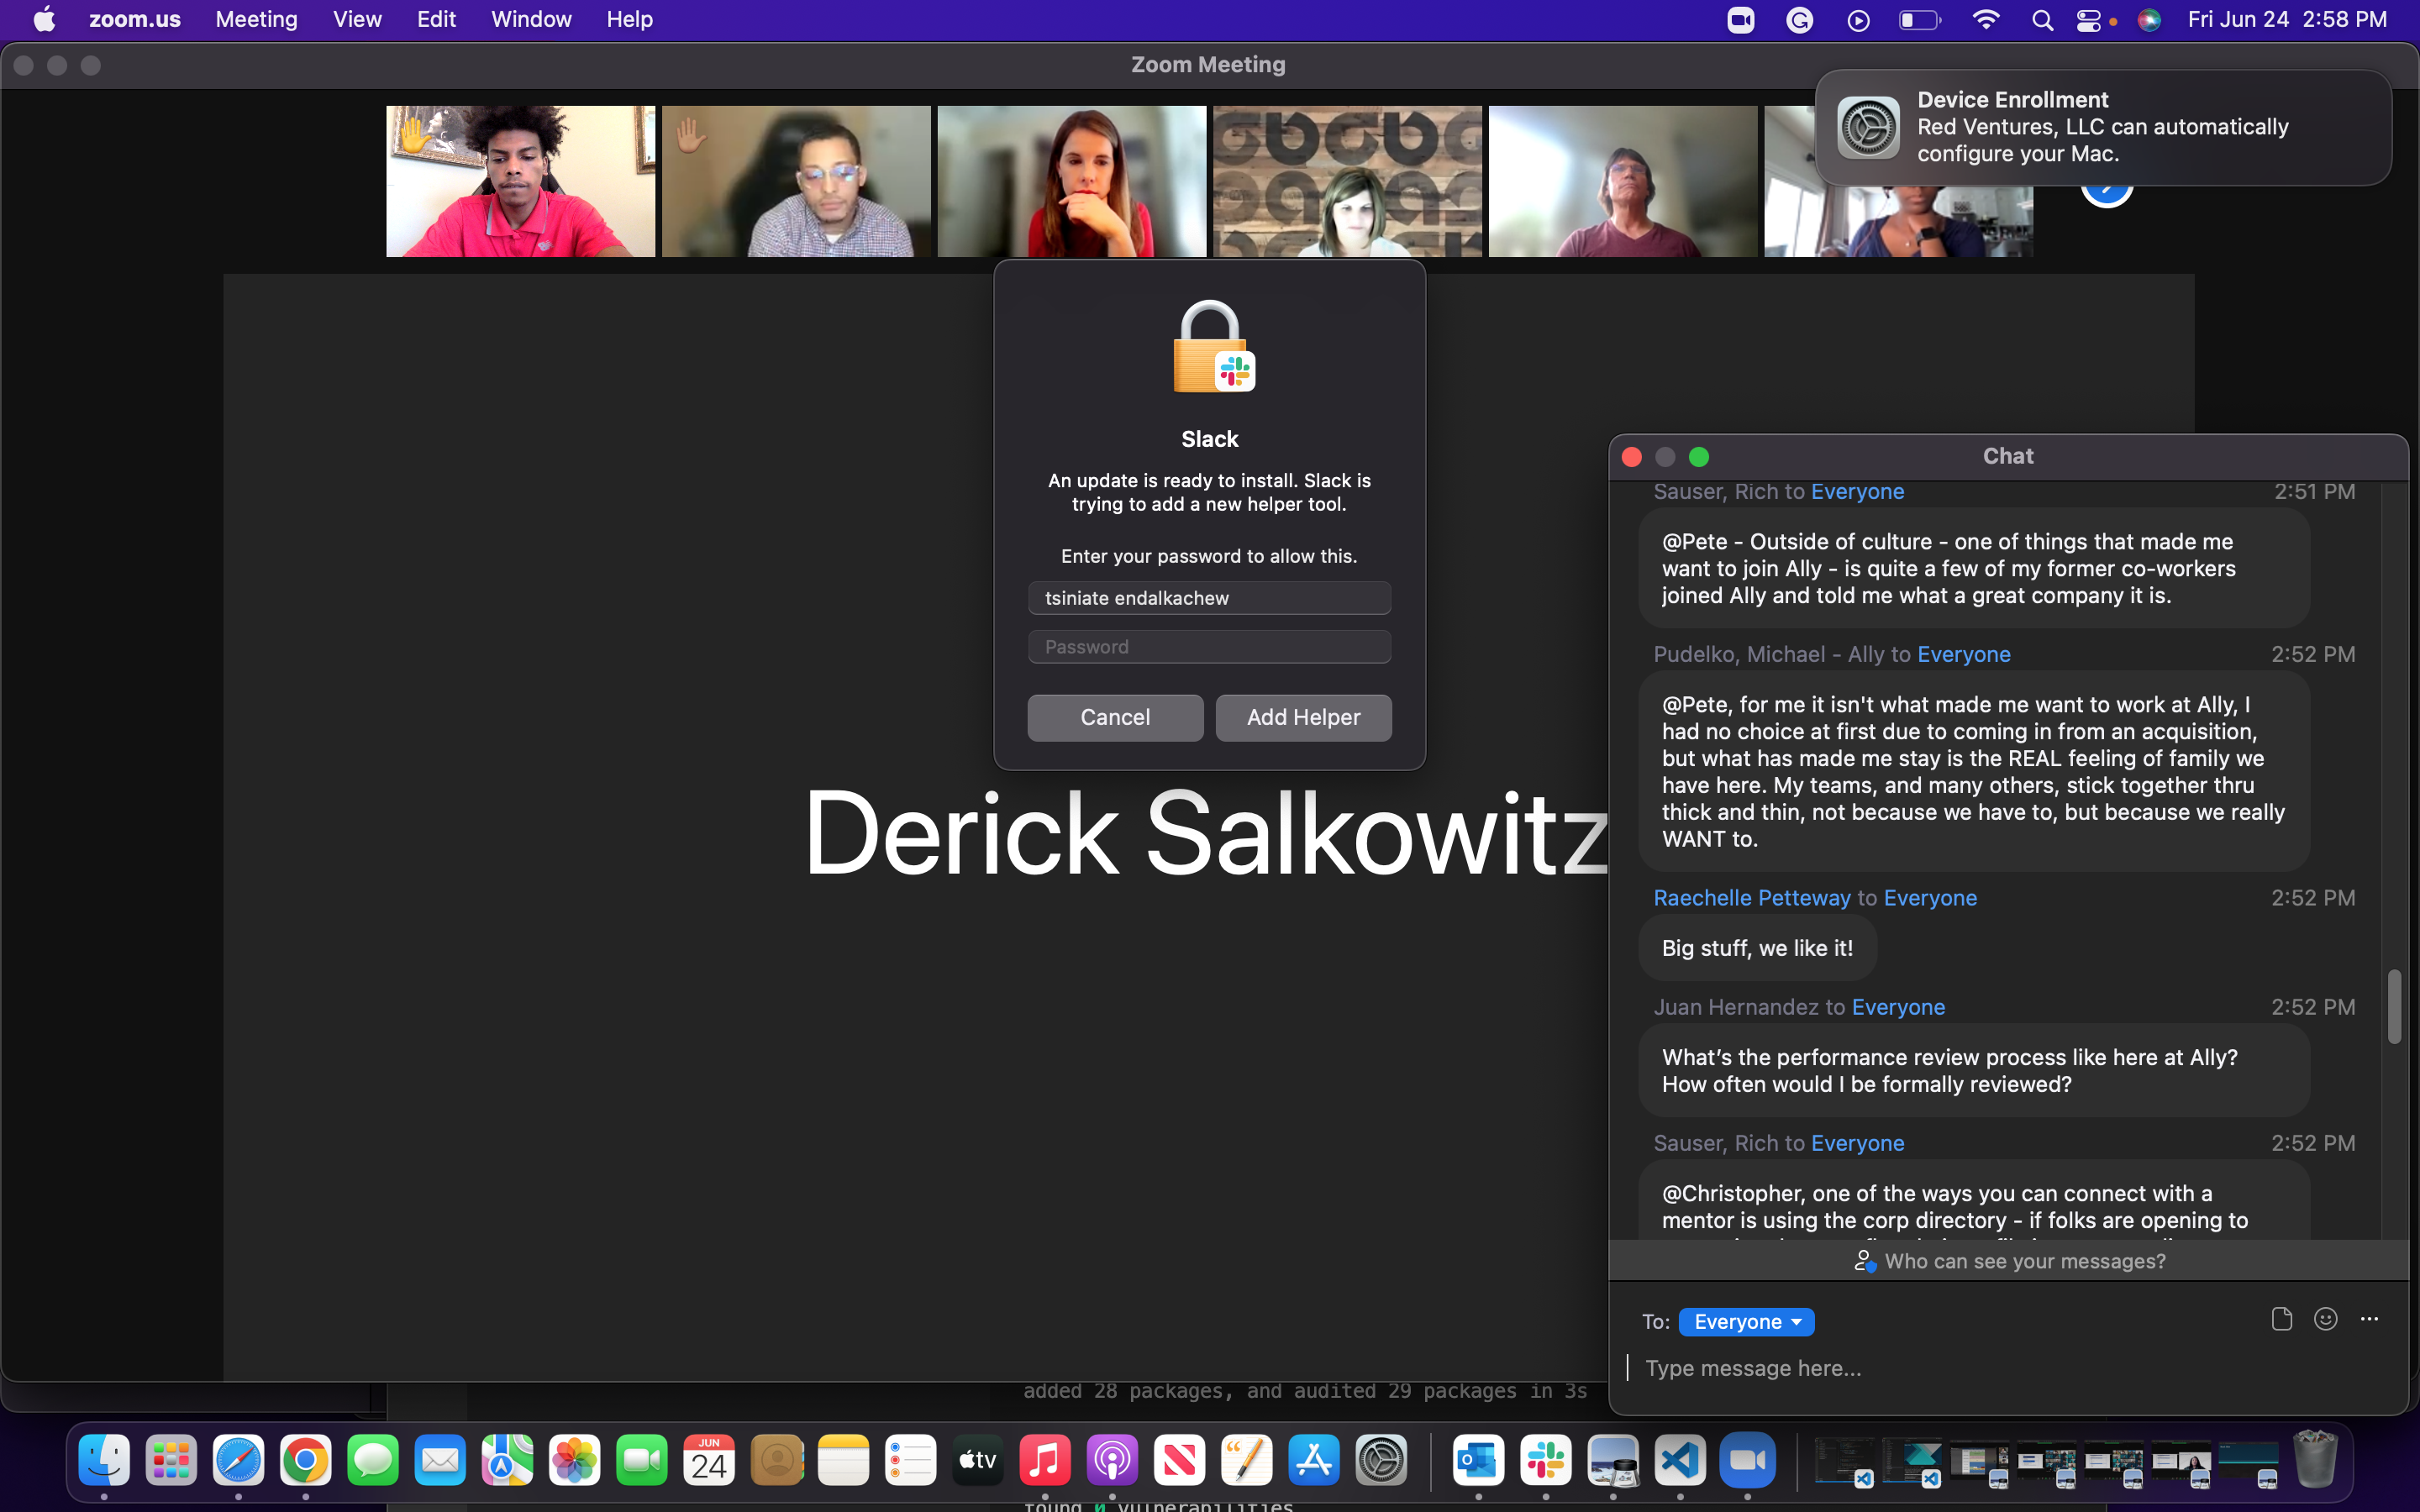 zoom.us Meeting View Edit Window Help
Fri Jun 24 2:58 PM
Zoom Meeting
Device Enrollment
Red Ventures, LLC can automatically
configure your Mac.
Slack
An update is ready to install. Slack is
trying to add a new helper tool.
Enter your password to allow this.
tsiniate endalkachew
Password
Cancel Add Helper
Derick Salkowitz
Chat
Sauser, Rich to Everyone 2:51 PM
@Pete - Outside of culture - one of things that made me
want to join Ally - is quite a few of my former co-workers
joined Ally and told me what a great company it is.
Pudelko, Michael - Ally to Everyone 2:52 PM
@Pete, for me it isn't what made me want to work at Ally, I
had no choice at first due to coming in from an acquisition,
but what has made me stay is the REAL feeling of family we
have here. My teams, and many others, stick together thru
thick and thin, not because we have to, but because we really
WANT to.
Raechelle Petteway to Everyone 2:52 PM
Big stuff, we like it!
Juan Hernandez to Everyone 2:52 PM
What's the performance review process like here at Ally?
How often would I be formally reviewed?
Sauser, Rich to Everyone 2:52 PM
@Christopher, one of the ways you can connect with a
mentor is using the corp directory - if folks are opening to
Who can see your messages?
To: Everyone
Type message here...
added 28 packages, and audited 29 packages in 3s
JUN
24
tv
found 0 vulnerabilities